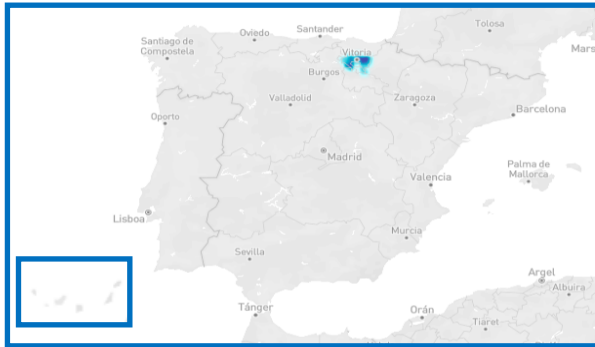 Tolosa
Santander
Oviedo
Santiago de
Compostela
Vitoria
Mars
Burgos
Valladolid
Zaragoza
Barcelona
Oporto
Madrid
Palma de
Mallorca
Valencia
Lisboa
Murcia
Sevilla
Argel
Albuira
Tánger
Orán
Tiaret